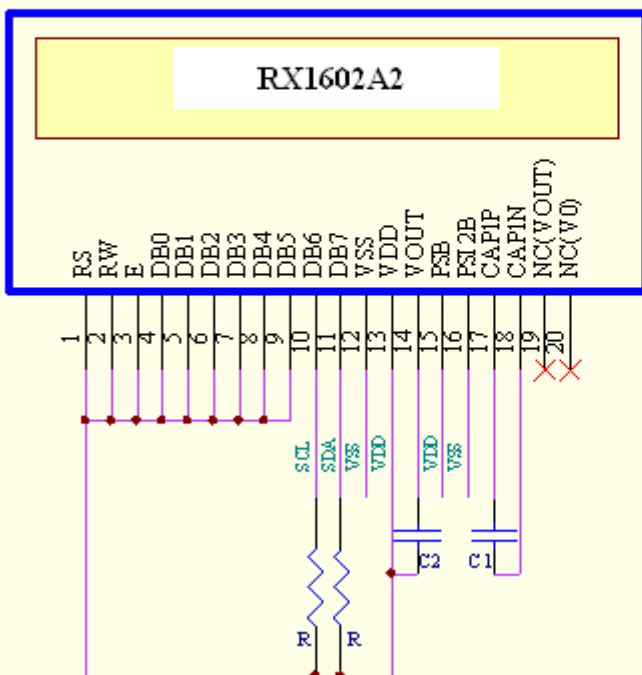 RX1602A2
RS RW E DB0 DB1 DB2 DB3 DB4 DB5 DB6 DB7 VSS VDD VOUT PSB PSI2B CAP1P CAP1N NC(VOUT) NC(V0)
1 2 3 4 5 6 7 8 9 10 11 12 13 14 15 16 17 18 19 20
SCL SDA VSS VDD VDD VSS
C2 C1
R R